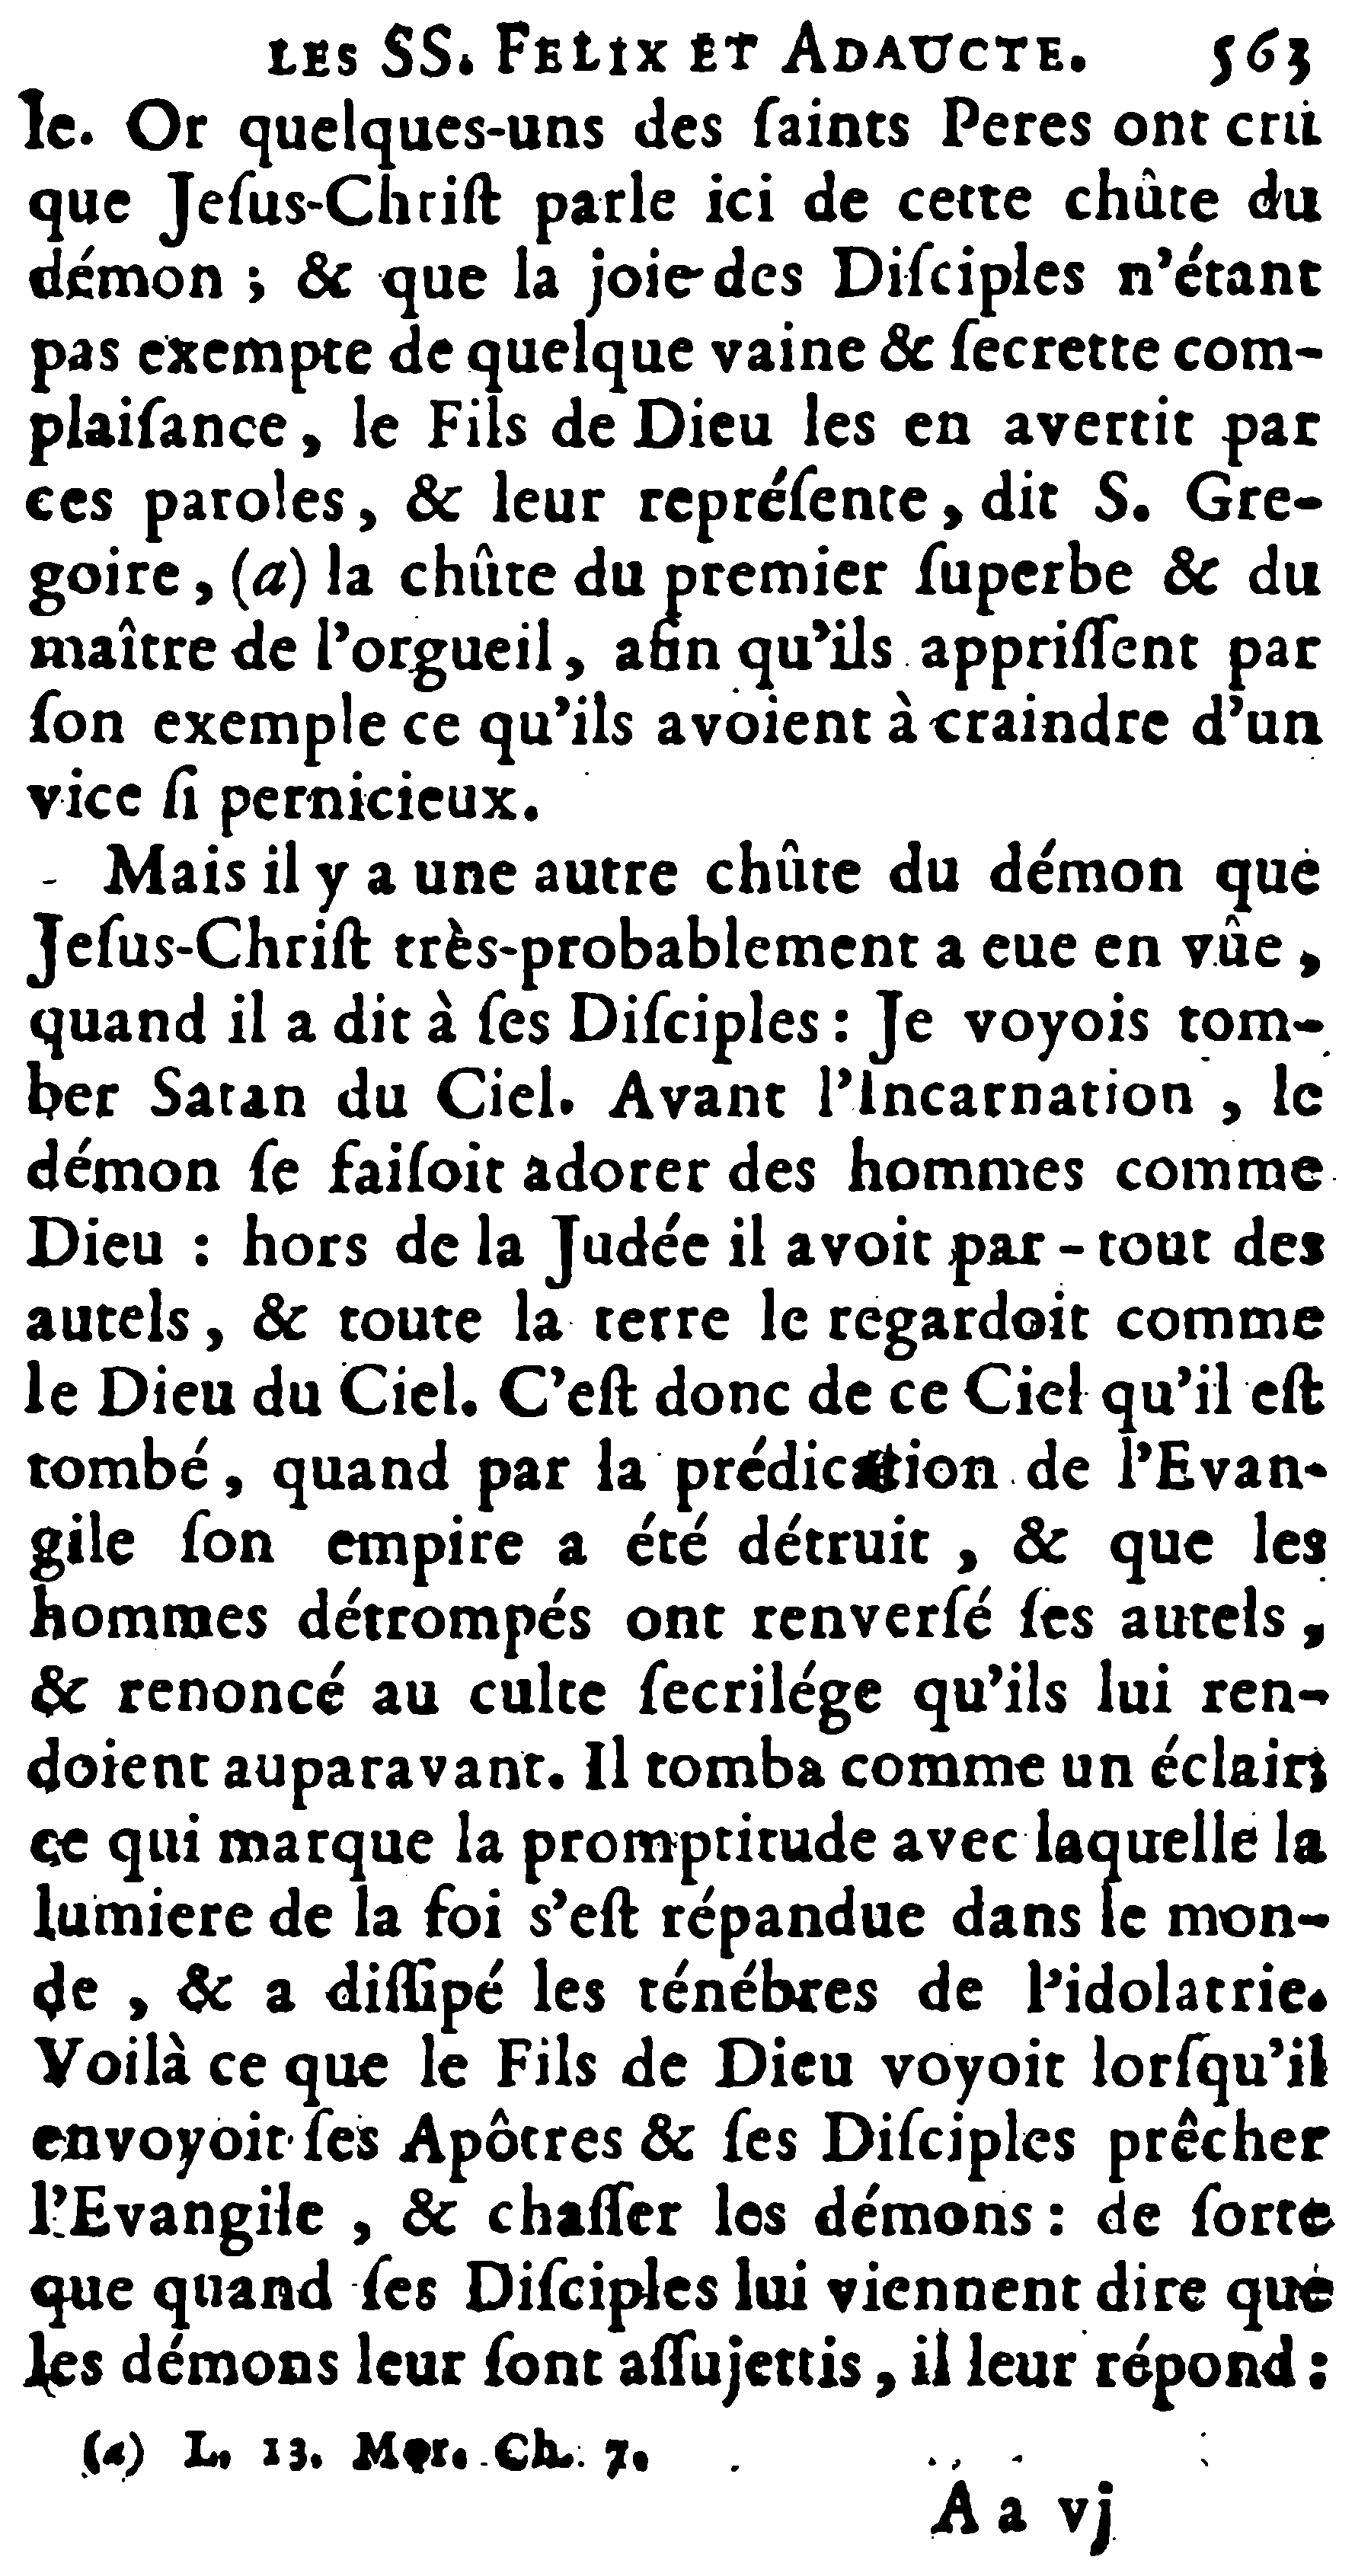 LES SS. FELIX ET ADAUCTE. 563
le. Or quelques-uns des ſaints Peres ont crû
que Jeſus-Chriſt parle ici de cette chûte du
démon ; & que la joie des Diſciples n'étant
pas exempte de quelque vaine & ſecrette com-
plaiſance, le Fils de Dieu les en avertit par
ces paroles, & leur repréſente, dit S. Gre-
goire, (a) la chûte du premier ſuperbe & du
maître de l'orgueil, afin qu'ils appriſſent par
ſon exemple ce qu'ils avoient à craindre d'un
vice ſi pernicieux.
Mais il y a une autre chûte du démon que
Jeſus-Chriſt très-probablement a eue en vûe,
quand il a dit à ſes Diſciples : Je voyois tom-
ber Satan du Ciel. Avant l'Incarnation, le
démon ſe faiſoit adorer des hommes comme
Dieu : hors de la Judée il avoit par-tout des
autels, & toute la terre le regardoit comme
le Dieu du Ciel. C'eſt donc de ce Ciel qu'il eſt
tombé, quand par la prédication de l'Evan-
gile ſon empire a été détruit, & que les
hommes détrompés ont renverſé ſes autels,
& renoncé au culte ſecrilége qu'ils lui ren-
doient auparavant. Il tomba comme un éclair;
ce qui marque la promptitude avec laquelle la
lumiere de la foi s'eſt répandue dans le mon-
de, & a diſſipé les ténébres de l'idolatrie.
Voilà ce que le Fils de Dieu voyoit lorſqu'il
envoyoit ſes Apôtres & ſes Diſciples prêcher
l'Evangile, & chaſſer les démons : de ſorte
que quand ſes Diſciples lui viennent dire que
les démons leur ſont aſſujettis, il leur répond :
(a) L. 13. Mor. Ch. 7.
A a vj